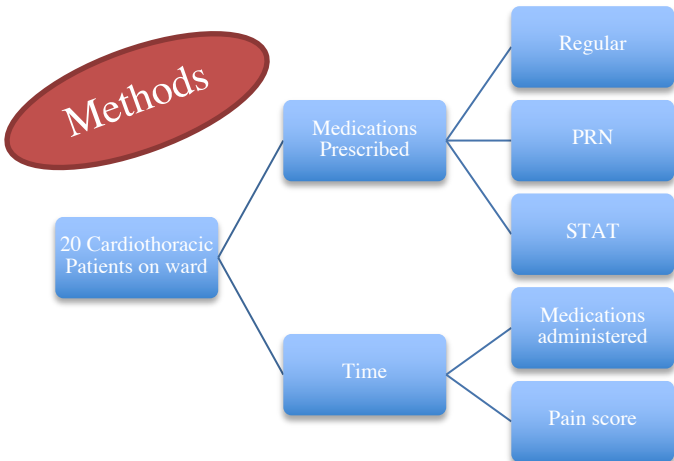 Methods
20 Cardiothoracic
Patients on ward
Medications
Prescribed
Regular
PRN
STAT
Time
Medications
administered
Pain score